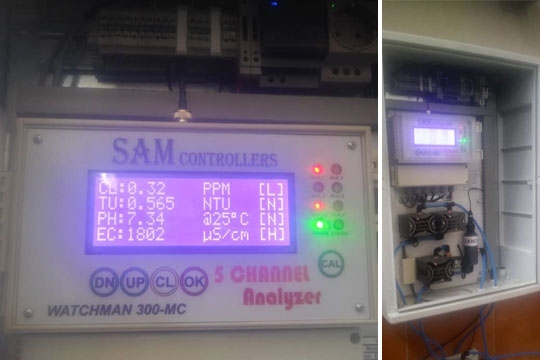 SAM CONTROLLERS
CL:0.32 PPM [L]
TU:0.565 NTU [N]
PH:7.34 @25°C [N]
EC:1802 µS/cm [H]
DN UP CL OK
CAL
5 CHANNEL
Analyzer
WATCHMAN 300-MC
SAM